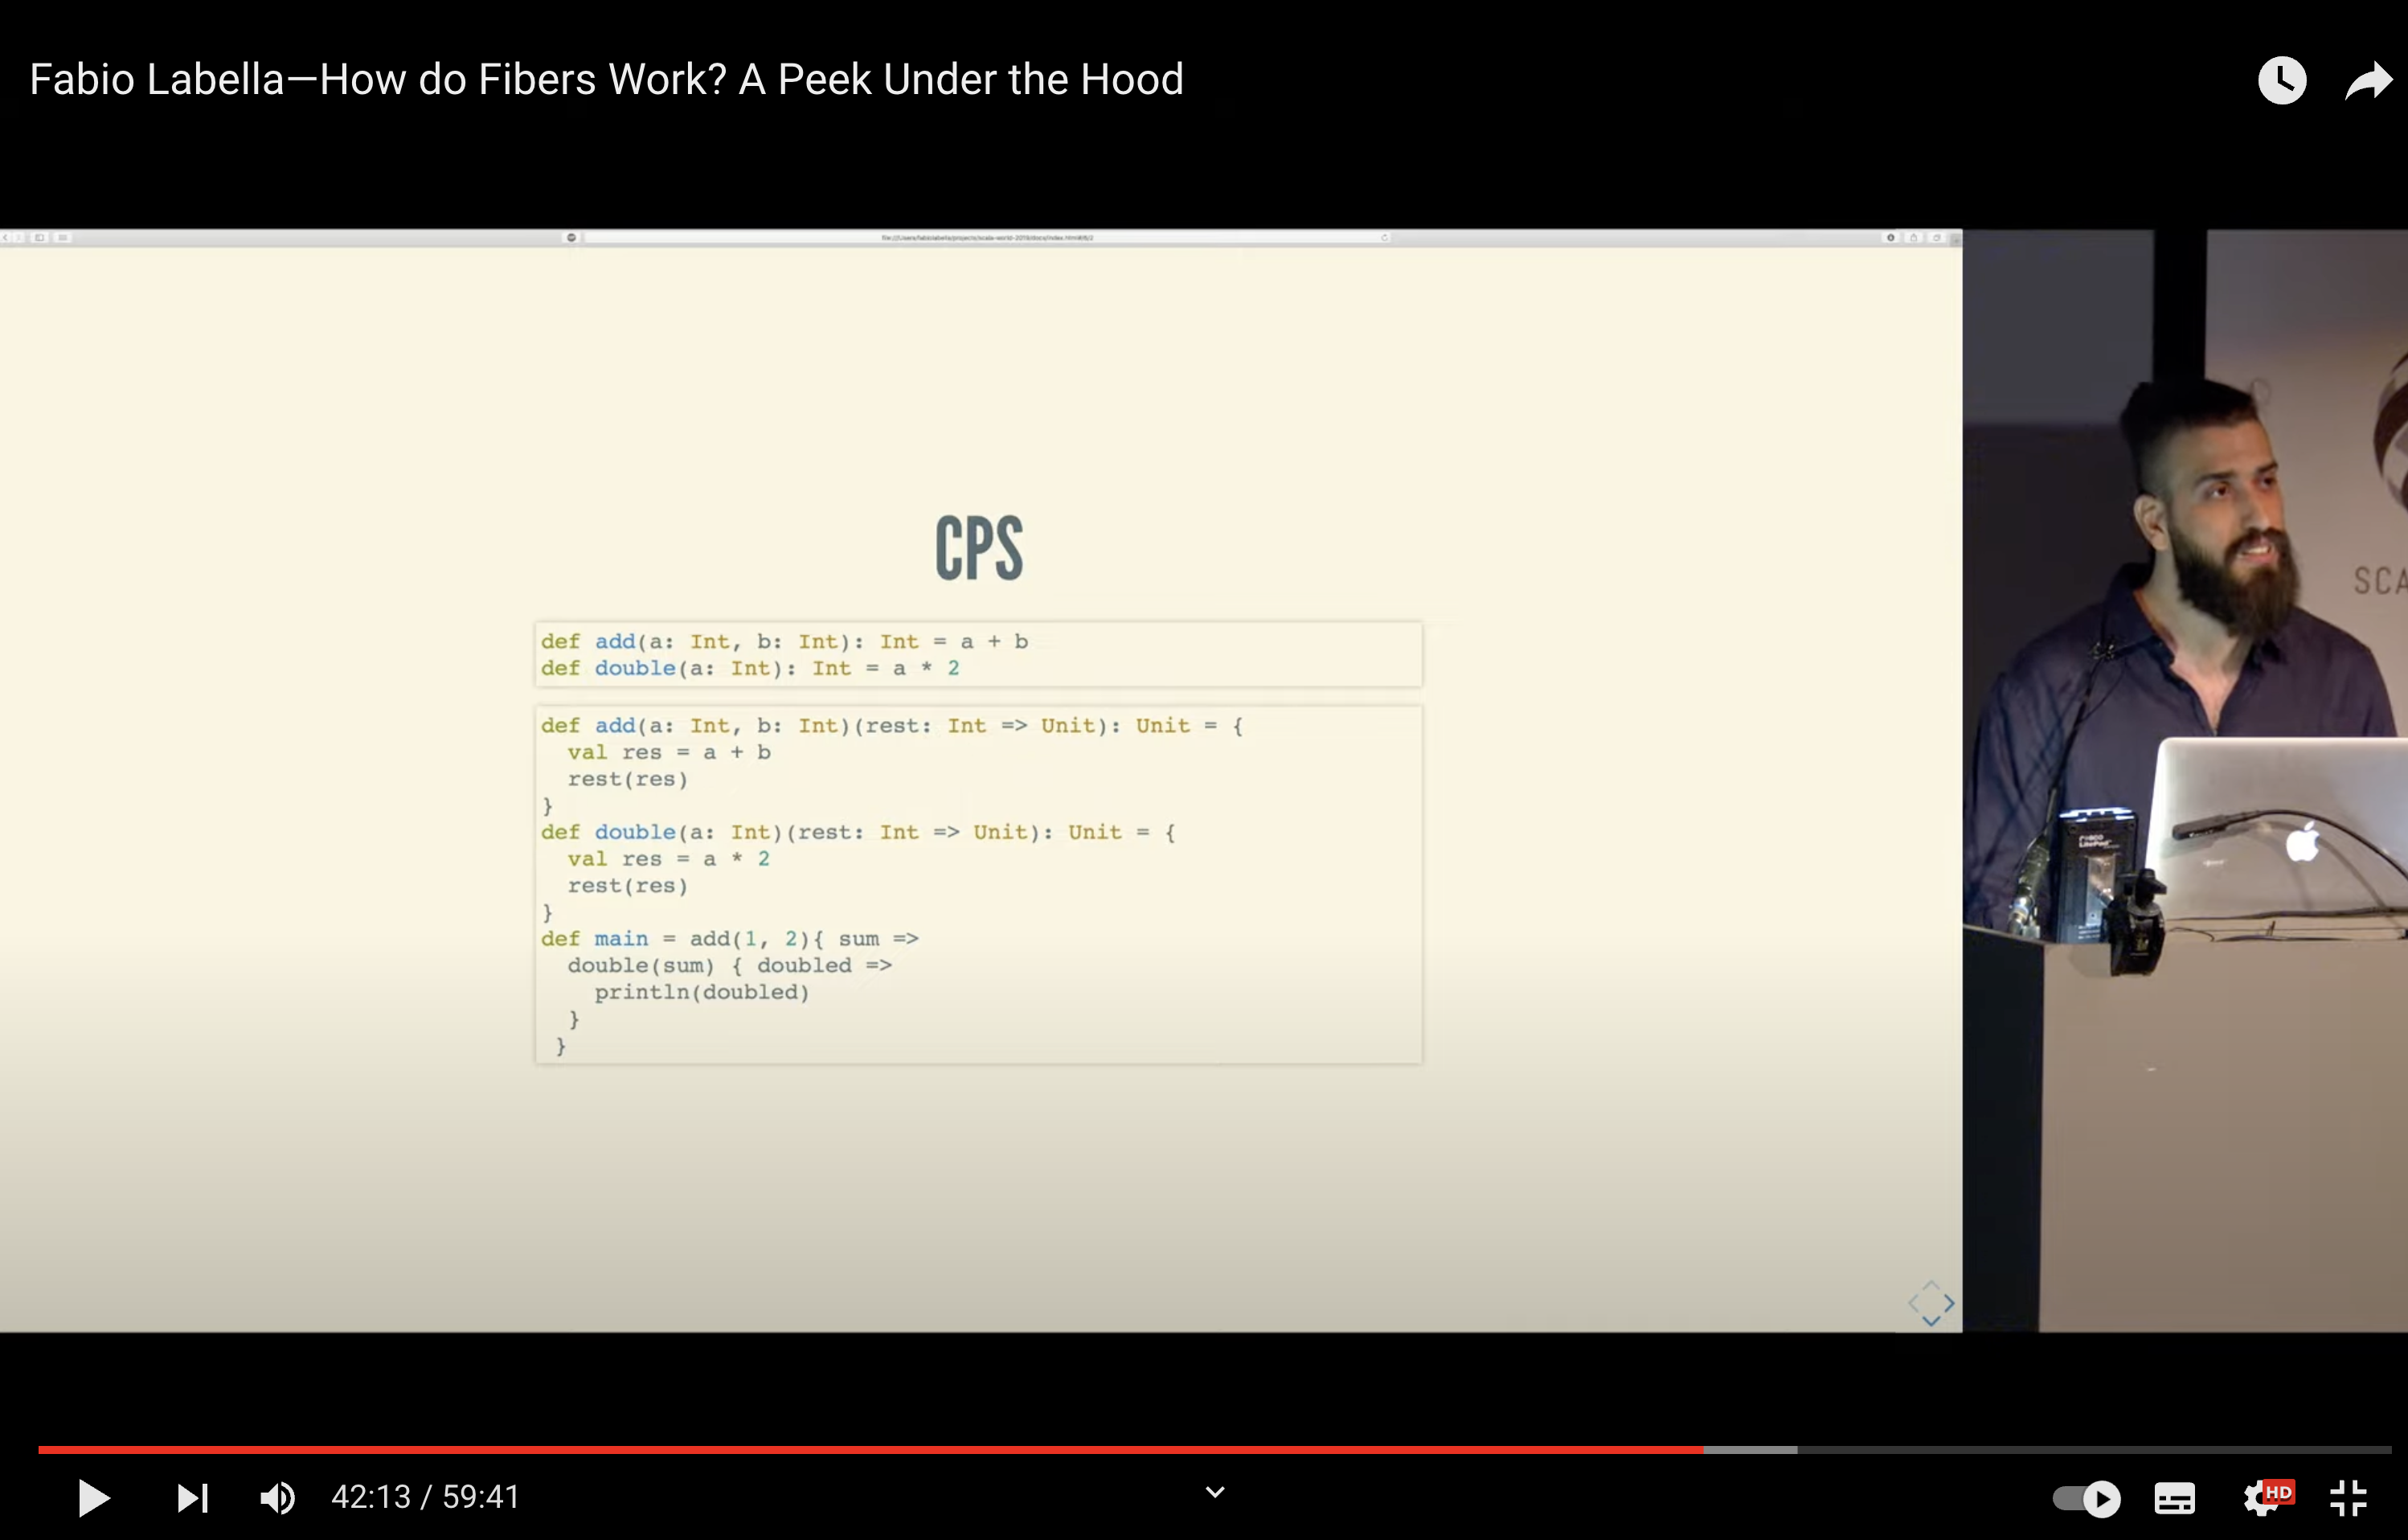 Fabio Labella—How do Fibers Work? A Peek Under the Hood
CPS
def add(a: Int, b: Int): Int = a + b
def double(a: Int): Int = a * 2
def add(a: Int, b: Int)(rest: Int => Unit): Unit = {
  val res = a + b
  rest(res)
}
def double(a: Int)(rest: Int => Unit): Unit = {
  val res = a * 2
  rest(res)
}
def main = add(1, 2){ sum =>
  double(sum) { doubled =>
    println(doubled)
  }
 }
SCA
42:13 / 59:41
HD